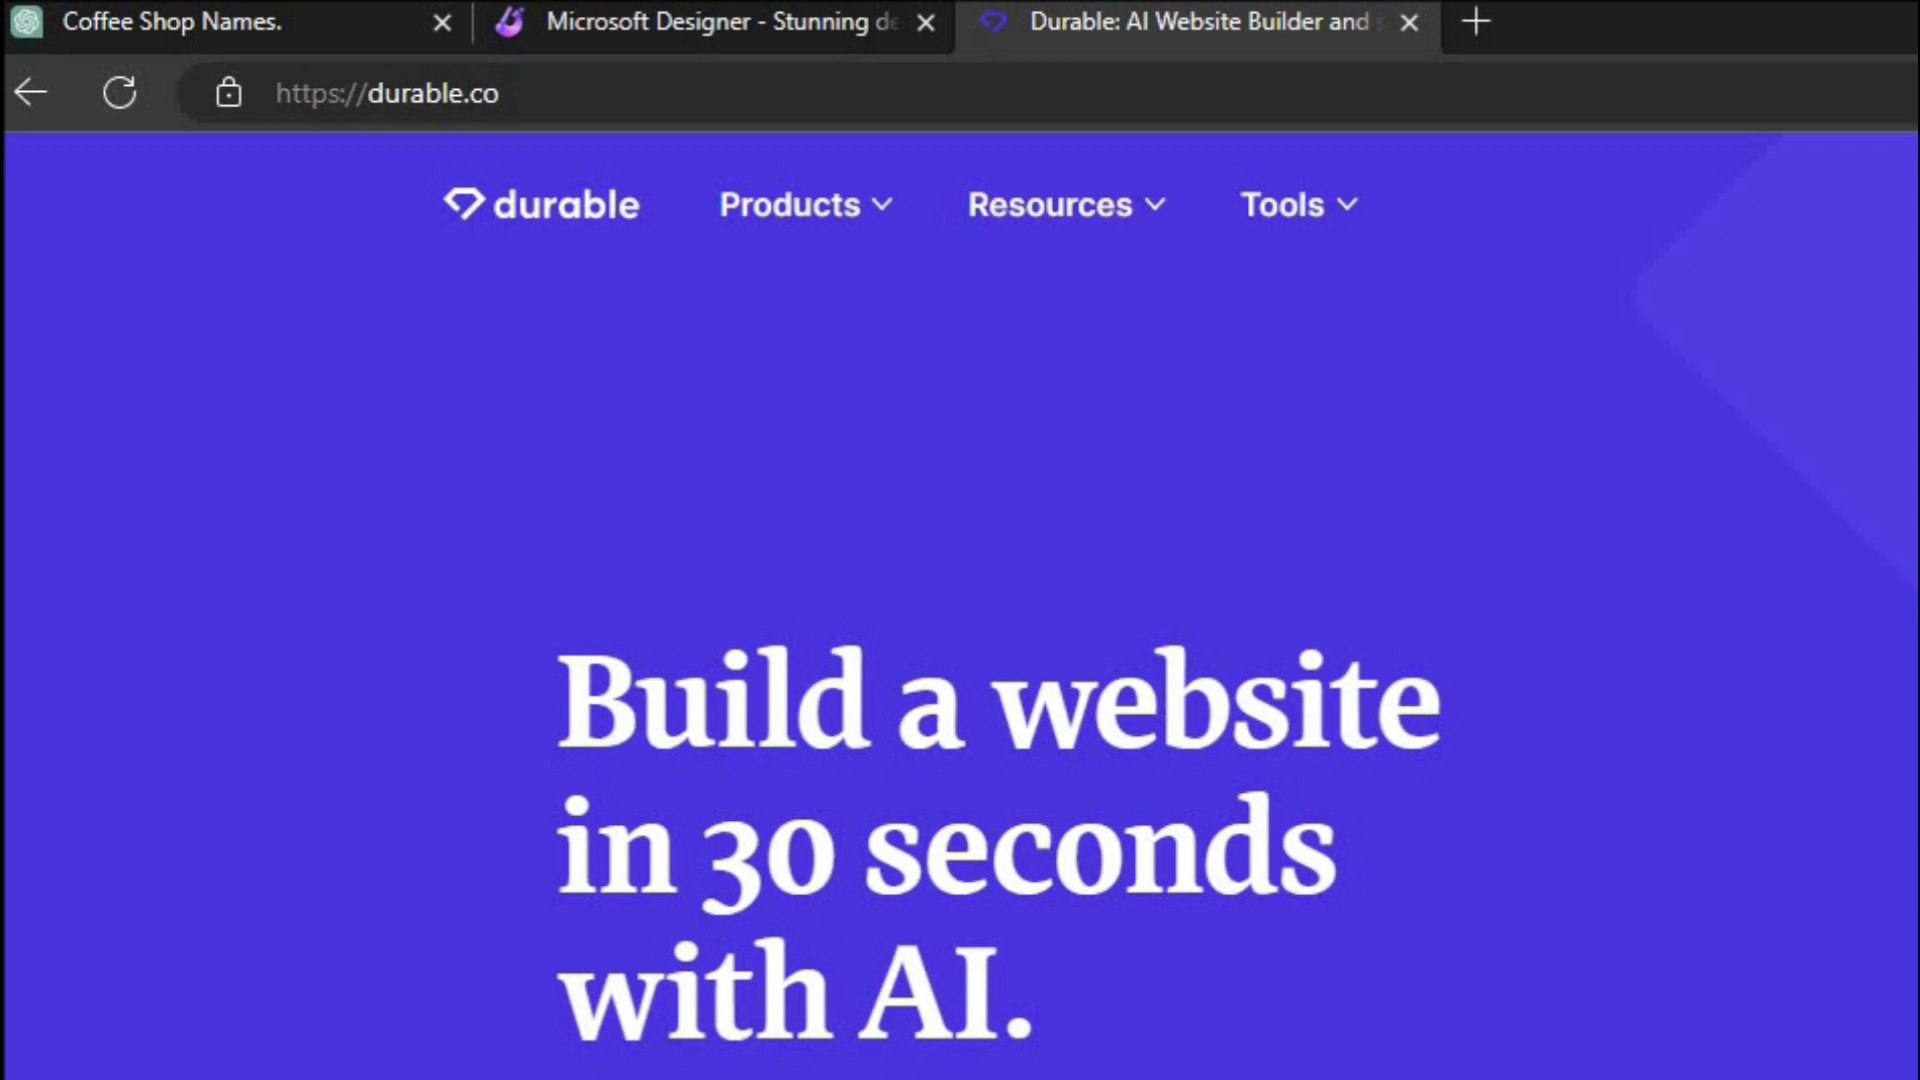 Coffee Shop Names.
Microsoft Designer - Stunning de
Durable: AI Website Builder and
https://durable.co
durable
Products
Resources
Tools
Build a website
in 30 seconds
with AI.